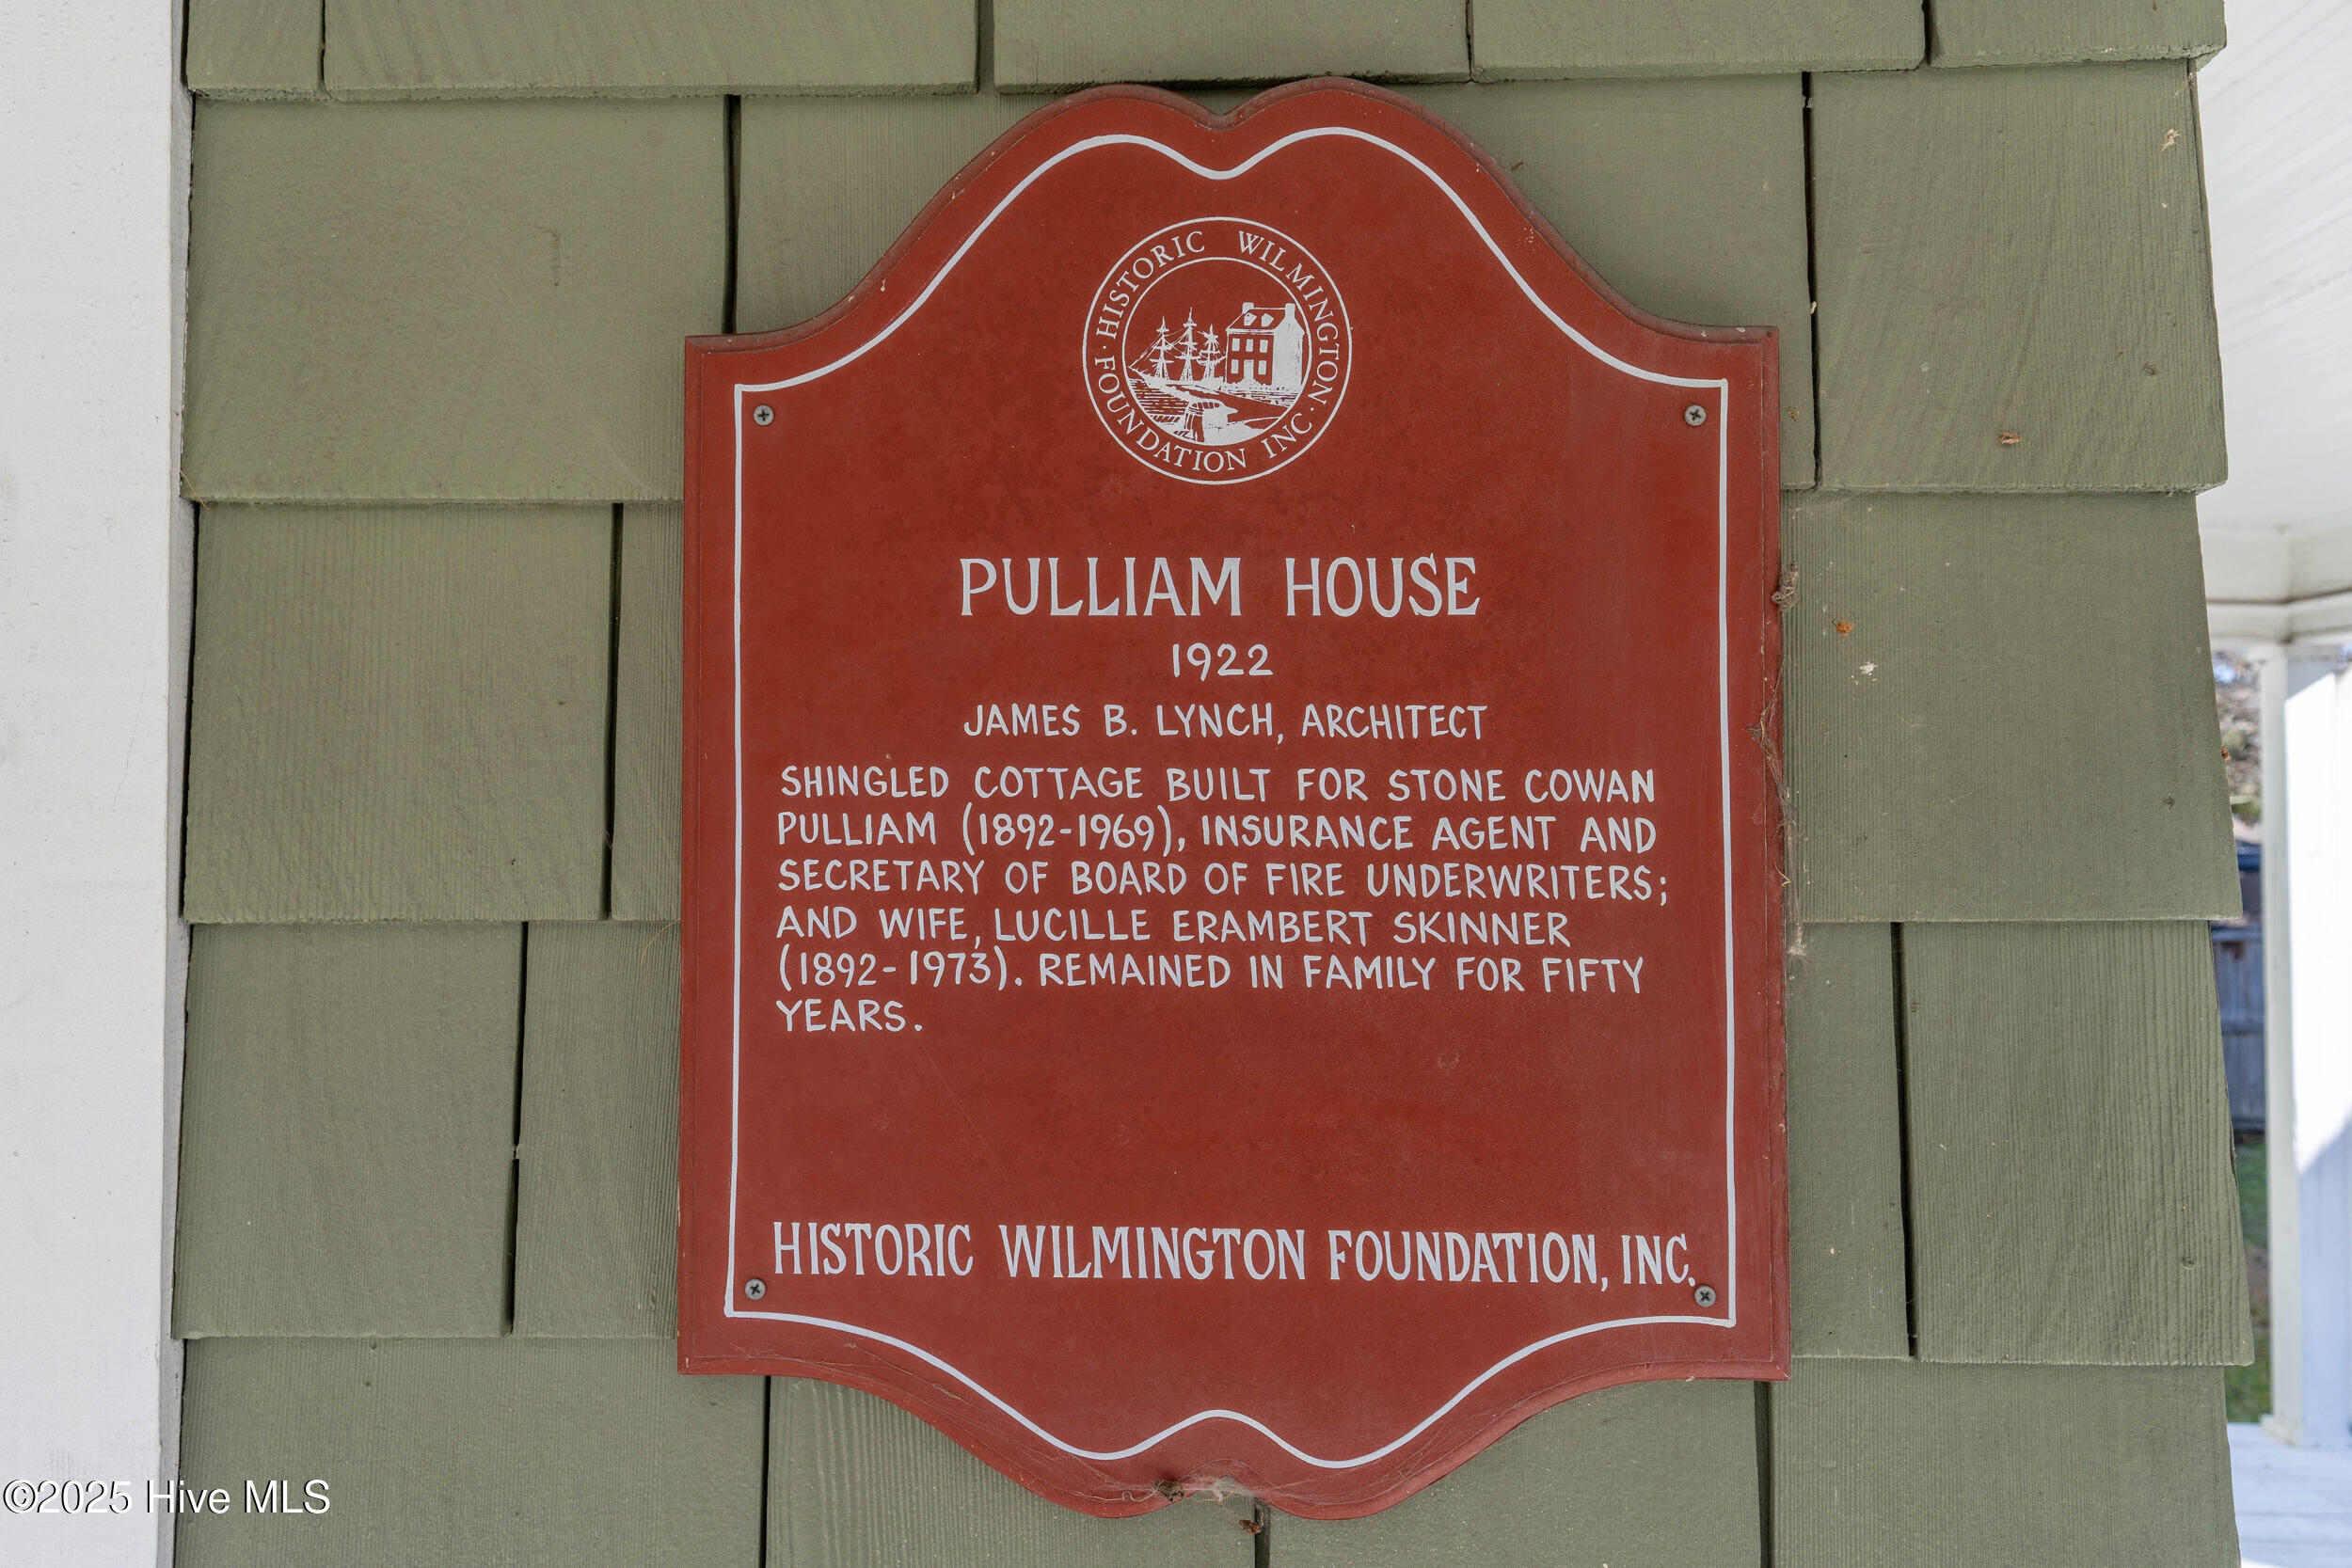 HISTORIC WILMINGTON
FOUNDATION INC
PULLIAM HOUSE
1922
JAMES B. LYNCH, ARCHITECT
SHINGLED COTTAGE BUILT FOR STONE COWAN
PULLIAM (1892-1969), INSURANCE AGENT AND
SECRETARY OF BOARD OF FIRE UNDERWRITERS;
AND WIFE, LUCILLE ERAMBERT SKINNER
(1892-1973). REMAINED IN FAMILY FOR FIFTY
YEARS.
HISTORIC WILMINGTON FOUNDATION, INC.
©2025 Hive MLS